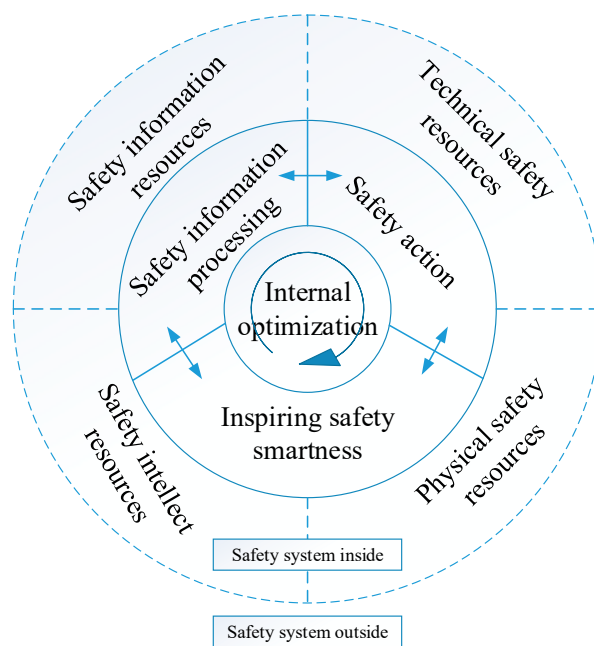 Safety information
resources
Technical safety
resources
Safety information
processing
Safety action
Internal
optimization
Inspiring safety
smartness
Safety intellect
resources
Physical safety
resources
Safety system inside
Safety system outside